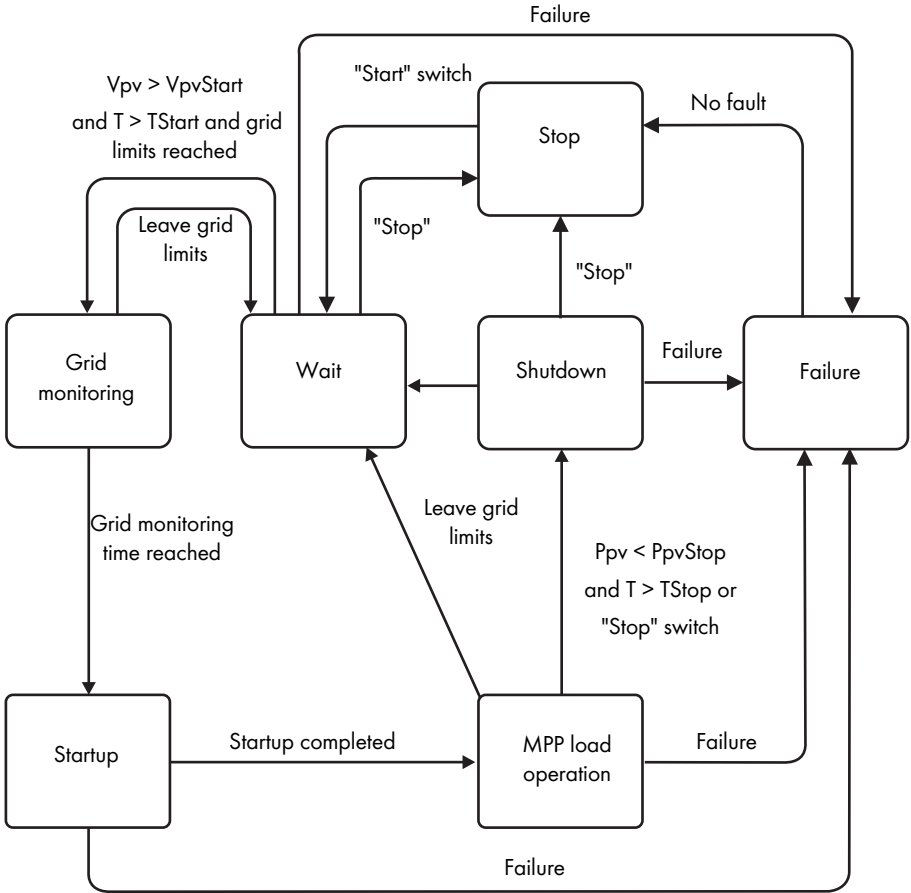 Failure
"Start" switch
Vpv > VpvStart
and T > TStart and grid
limits reached
No fault
Stop
Leave grid
limits
"Stop"
"Stop"
Grid
monitoring
Wait
Shutdown
Failure
Failure
Leave grid
limits
Grid monitoring
time reached
Ppv < PpvStop
and T > TStop or
"Stop" switch
Startup
Startup completed
MPP load
operation
Failure
Failure